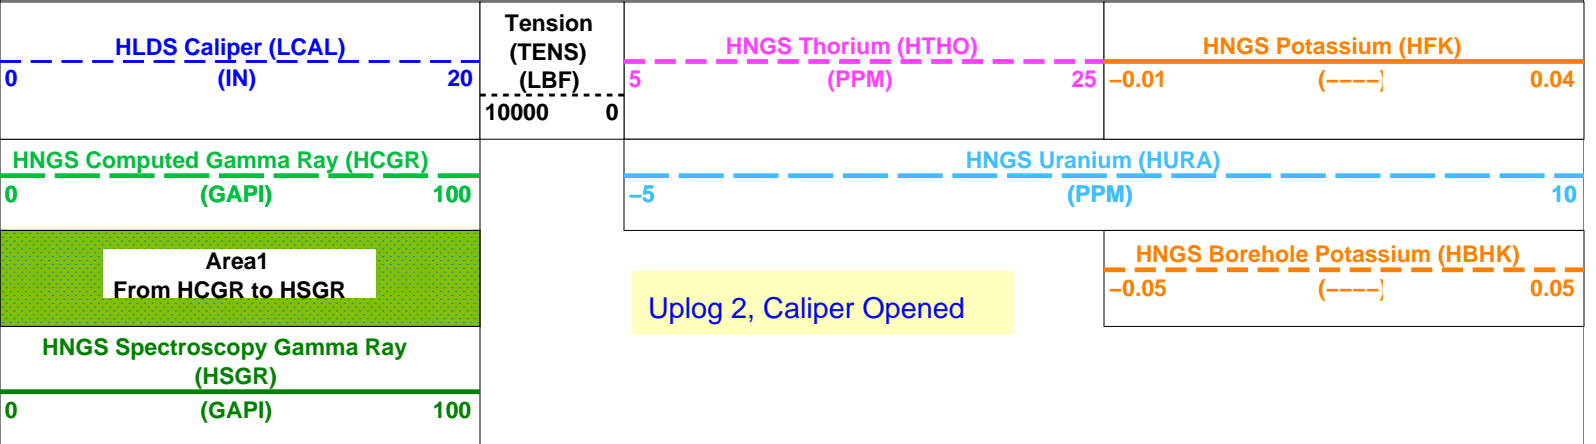 HLDS Caliper (LCAL)
0 (IN) 20
Tension
(TENS)
(LBF)
10000 0
HNGS Thorium (HTHO)
5 (PPM) 25
HNGS Potassium (HFK)
−0.01 (−−−−) 0.04
HNGS Computed Gamma Ray (HCGR)
0 (GAPI) 100
HNGS Uranium (HURA)
−5 (PPM) 10
Area1
From HCGR to HSGR
Uplog 2, Caliper Opened
HNGS Borehole Potassium (HBHK)
−0.05 (−−−−) 0.05
HNGS Spectroscopy Gamma Ray
(HSGR)
0 (GAPI) 100